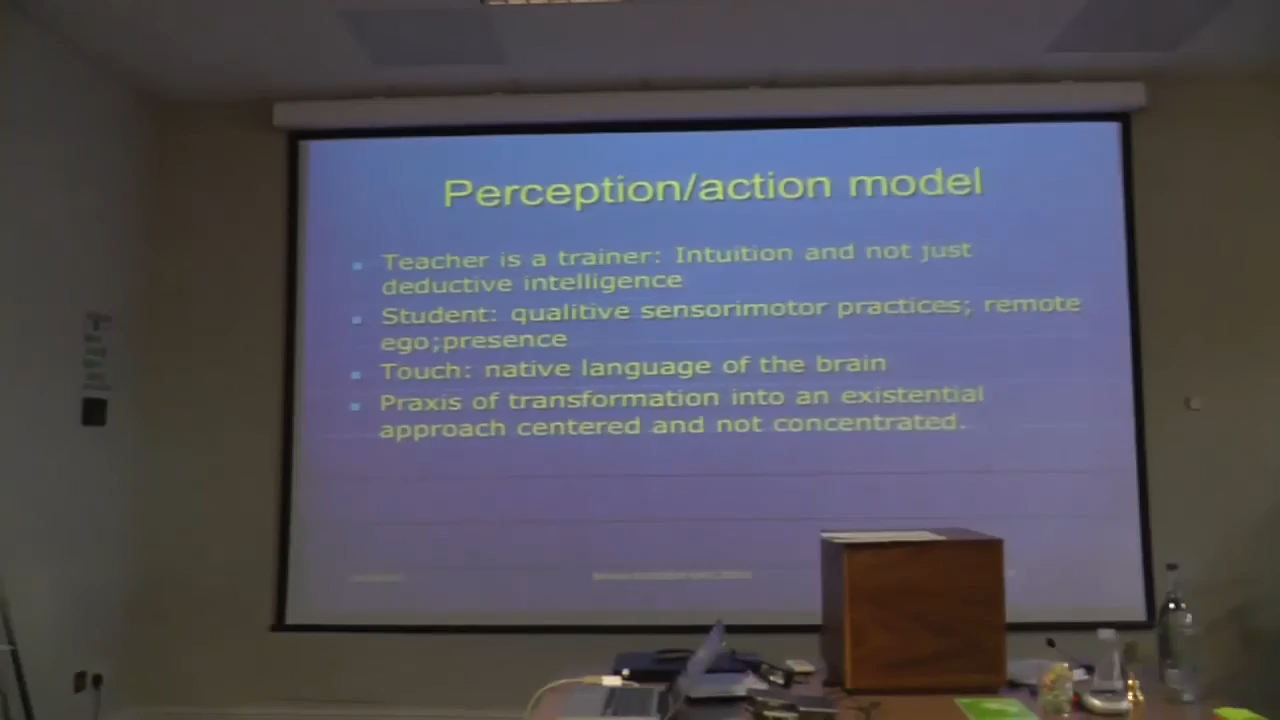 Perception/action model
Teacher is a trainer: Intuition and not just
deductive intelligence
Student: qualitive sensorimotor practices; remote
ego;presence
Touch: native language of the brain
Praxis of transformation into an existential
approach centered and not concentrated.